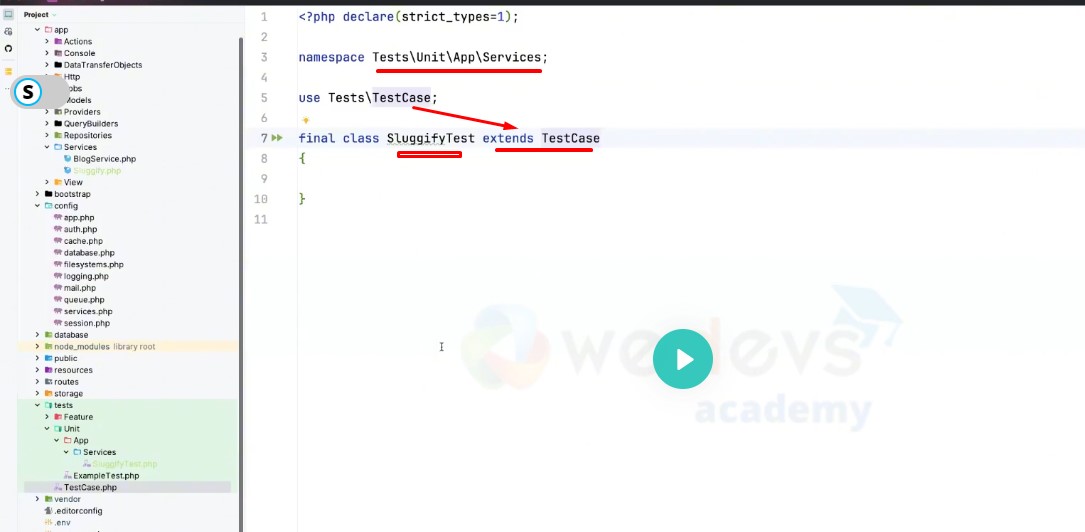 Project
app
Actions
Console
DataTransferObjects
Http
S
Jobs
Models
Providers
QueryBuilders
Repositories
Services
BlogService.php
Sluggify.php
View
bootstrap
config
app.php
auth.php
cache.php
database.php
filesystems.php
logging.php
mail.php
queue.php
services.php
session.php
database
node_modules library root
public
resources
routes
storage
tests
Feature
Unit
App
Services
SluggifyTest.php
ExampleTest.php
TestCase.php
vendor
.editorconfig
.env
1 <?php declare(strict_types=1);
2
3 namespace Tests\Unit\App\Services;
4
5 use Tests\TestCase;
6
7 final class SluggifyTest extends TestCase
8 {
9
10 }
11
wedevs
academy